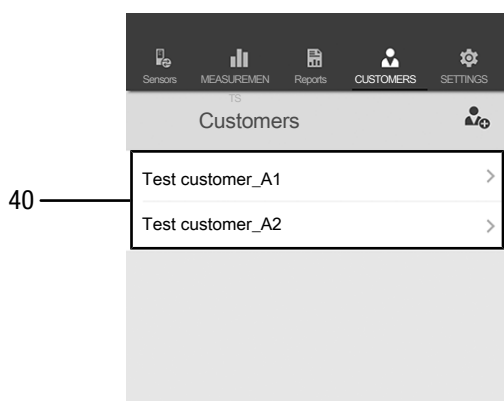 Sensors MEASUREMEN Reports CUSTOMERS SETTINGS
TS
Customers
Test customer_A1
40
Test customer_A2